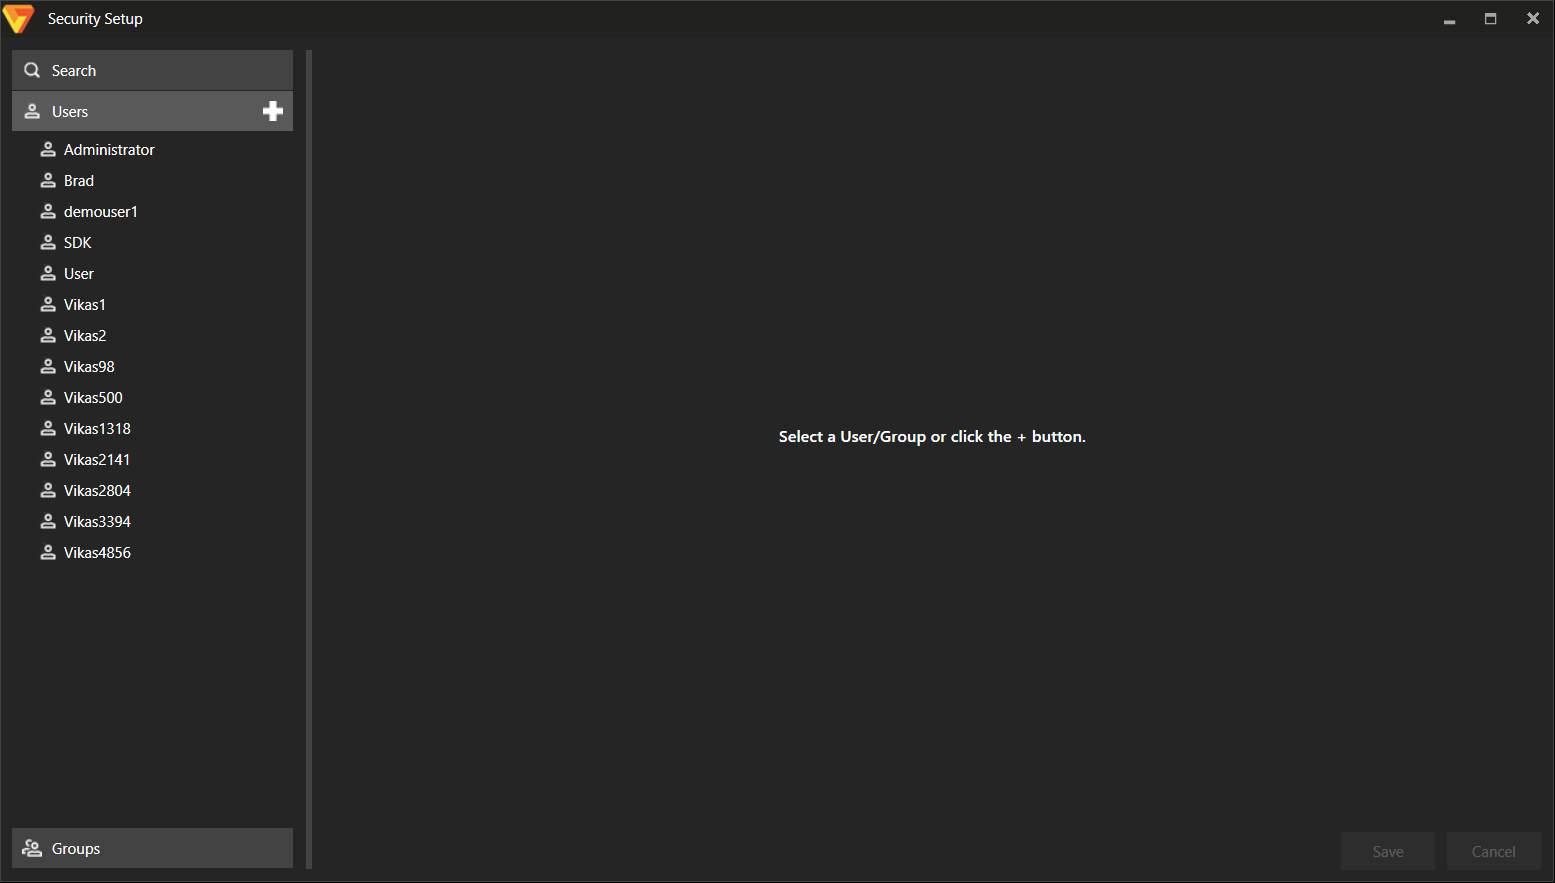 Security Setup
Search
Users
Administrator
Brad
demouser1
SDK
User
Vikas1
Vikas2
Vikas98
Vikas500
Vikas1318
Vikas2141
Vikas2804
Vikas3394
Vikas4856
Select a User/Group or click the + button.
Groups
Save Cancel